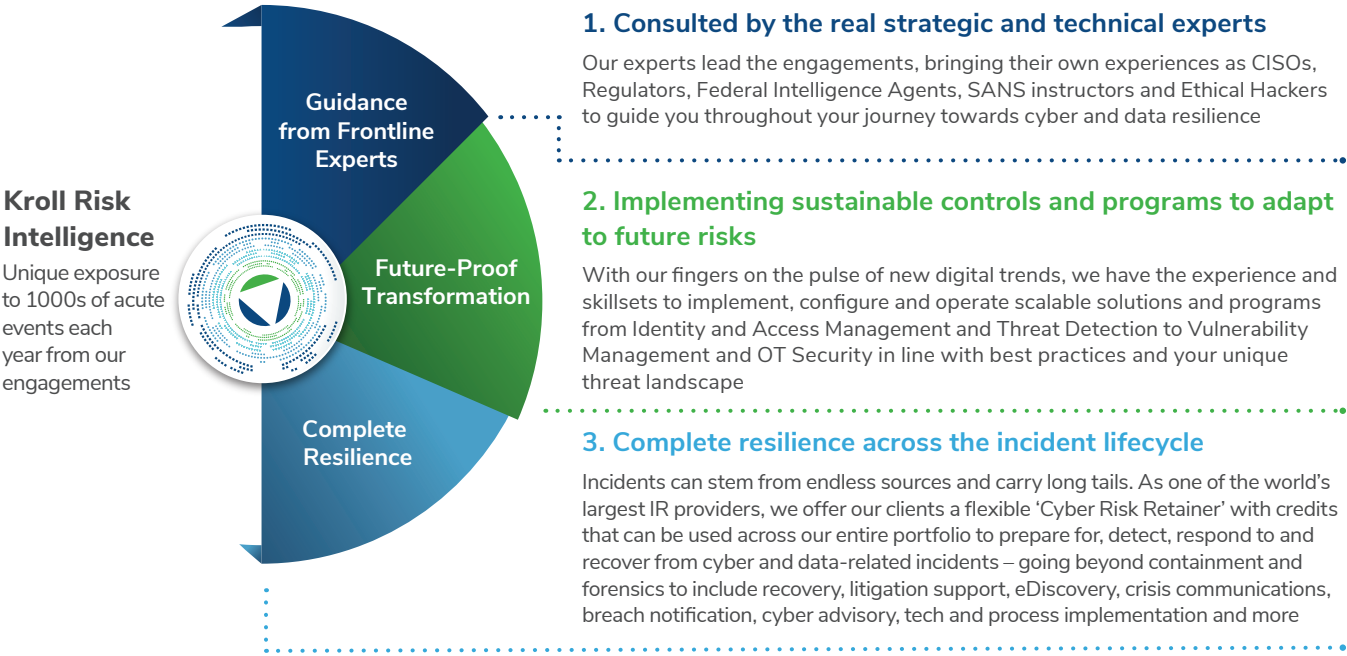 Kroll Risk
Intelligence
Unique exposure
to 1000s of acute
events each
year from our
engagements
Guidance
from Frontline
Experts
Future-Proof
Transformation
Complete
Resilience
1. Consulted by the real strategic and technical experts
Our experts lead the engagements, bringing their own experiences as CISOs,
Regulators, Federal Intelligence Agents, SANS instructors and Ethical Hackers
to guide you throughout your journey towards cyber and data resilience
2. Implementing sustainable controls and programs to adapt
to future risks
With our fingers on the pulse of new digital trends, we have the experience and
skillsets to implement, configure and operate scalable solutions and programs
from Identity and Access Management and Threat Detection to Vulnerability
Management and OT Security in line with best practices and your unique
threat landscape
3. Complete resilience across the incident lifecycle
Incidents can stem from endless sources and carry long tails. As one of the world’s
largest IR providers, we offer our clients a flexible ‘Cyber Risk Retainer’ with credits
that can be used across our entire portfolio to prepare for, detect, respond to and
recover from cyber and data-related incidents – going beyond containment and
forensics to include recovery, litigation support, eDiscovery, crisis communications,
breach notification, cyber advisory, tech and process implementation and more